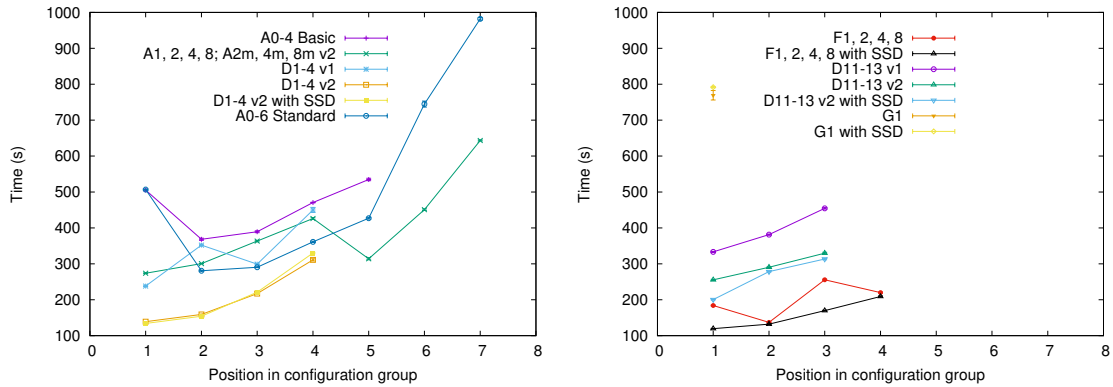 1000
900
800
700
600
500
400
300
200
100
Time (s)
0 1 2 3 4 5 6 7 8
Position in configuration group
A0-4 Basic
A1, 2, 4, 8; A2m, 4m, 8m v2
D1-4 v1
D1-4 v2
D1-4 v2 with SSD
A0-6 Standard
1000
900
800
700
600
500
400
300
200
100
Time (s)
0 1 2 3 4 5 6 7 8
Position in configuration group
F1, 2, 4, 8
F1, 2, 4, 8 with SSD
D11-13 v1
D11-13 v2
D11-13 v2 with SSD
G1
G1 with SSD